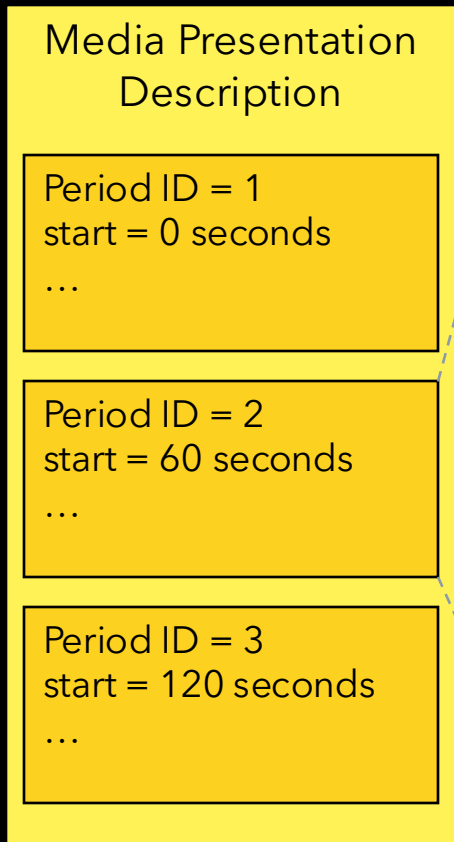 Media Presentation
Description
Period ID = 1
start = 0 seconds
…
Period ID = 2
start = 60 seconds
…
Period ID = 3
start = 120 seconds
…